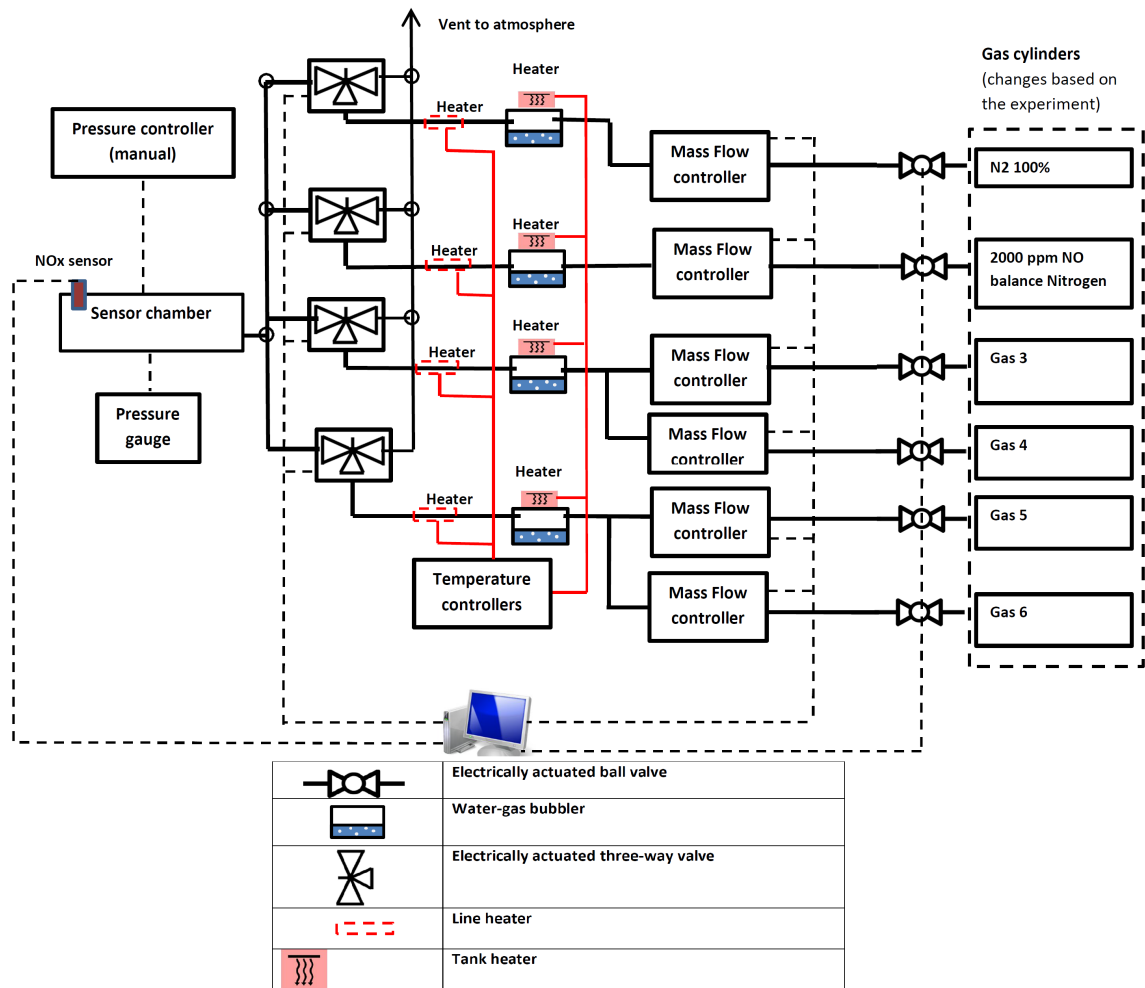 Vent to atmosphere
Gas cylinders
(changes based on
the experiment)
Heater
Heater
Pressure controller
(manual)
Mass Flow
controller
N2 100%
Heater
Heater
Mass Flow
controller
2000 ppm NO
balance Nitrogen
NOx sensor
Sensor chamber
Heater
Heater
Mass Flow
controller
Gas 3
Pressure
gauge
Mass Flow
controller
Gas 4
Heater
Heater
Mass Flow
controller
Gas 5
Temperature
controllers
Mass Flow
controller
Gas 6
Electrically actuated ball valve
Water-gas bubbler
Electrically actuated three-way valve
Line heater
Tank heater